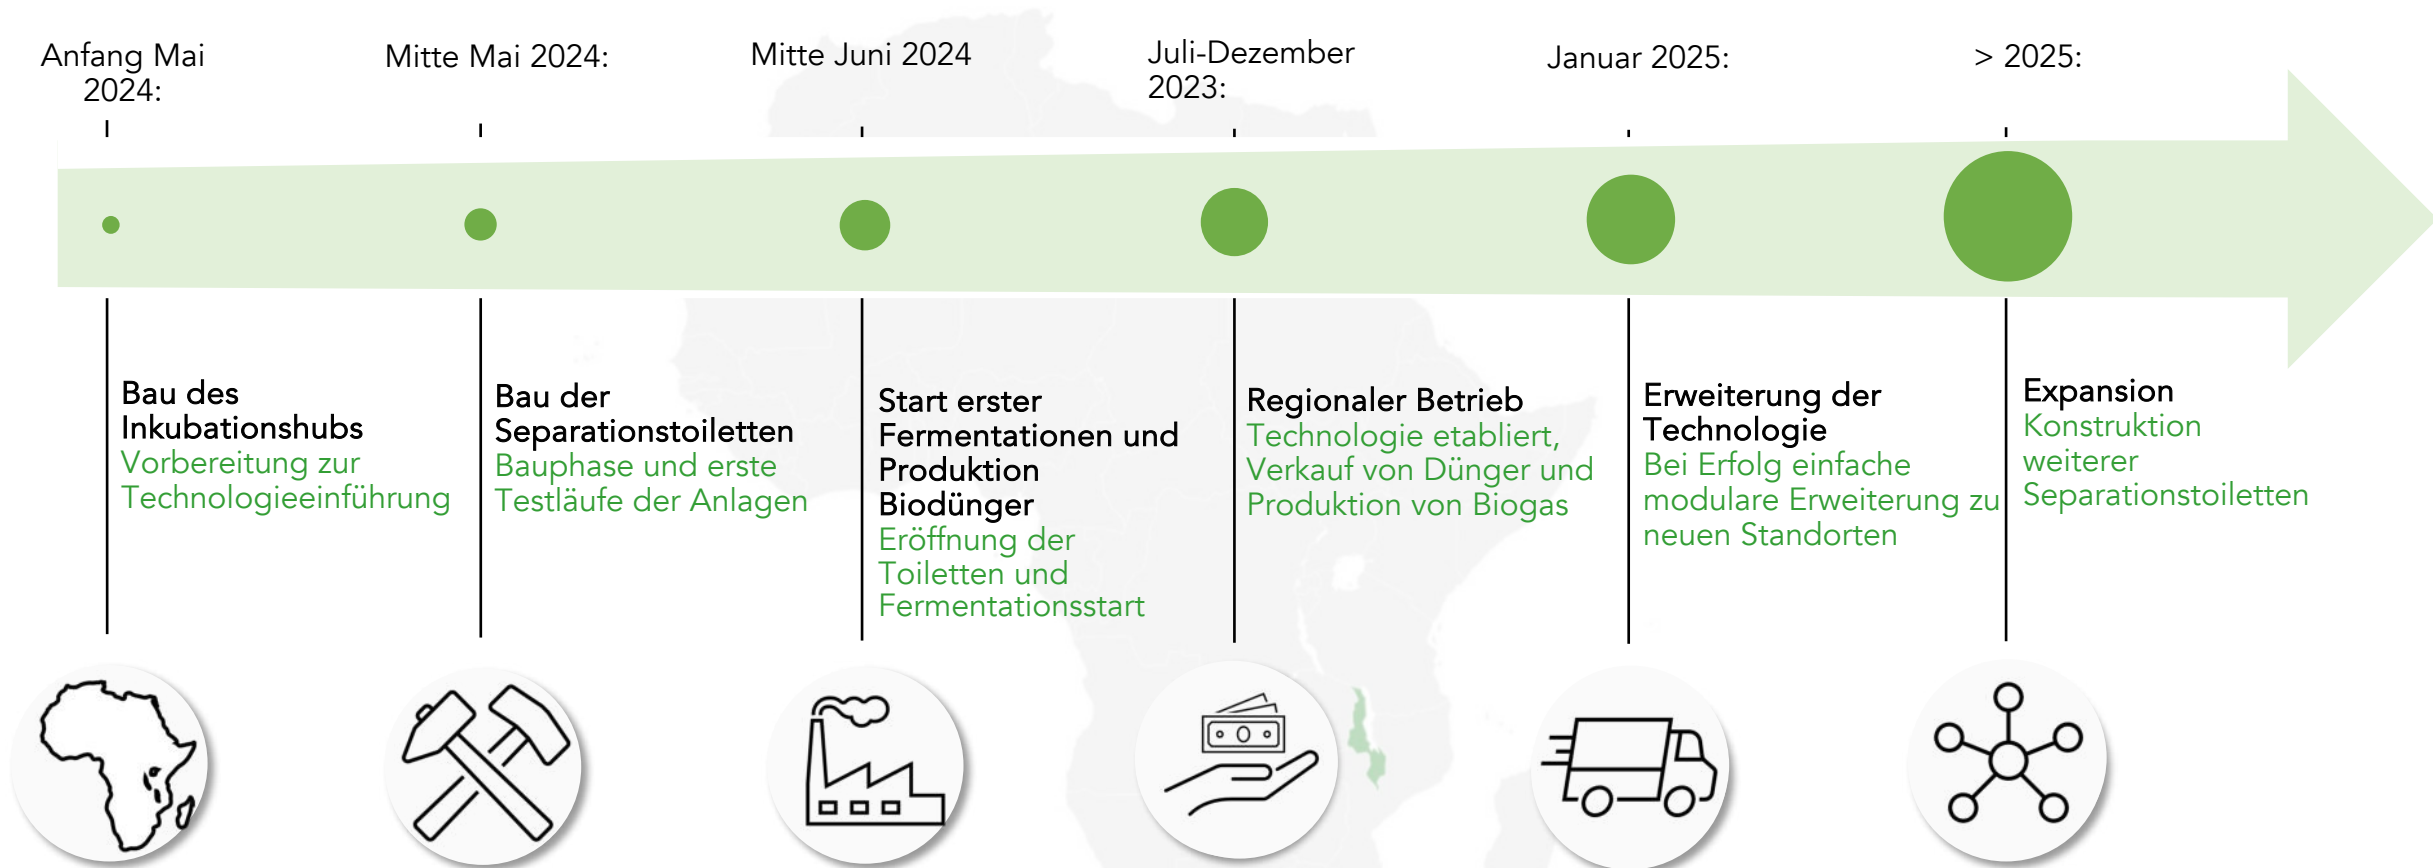 Anfang Mai
2024:
Mitte Mai 2024:
Mitte Juni 2024
Juli-Dezember
2023:
Januar 2025:
> 2025:
Bau des
Inkubationshubs
Vorbereitung zur
Technologieeinführung
Bau der
Separationstoiletten
Bauphase und erste
Testläufe der Anlagen
Start erster
Fermentationen und
Produktion
Biodünger
Eröffnung der
Toiletten und
Fermentationsstart
Regionaler Betrieb
Technologie etabliert,
Verkauf von Dünger und
Produktion von Biogas
Erweiterung der
Technologie
Bei Erfolg einfache
modulare Erweiterung zu
neuen Standorten
Expansion
Konstruktion
weiterer
Separationstoiletten